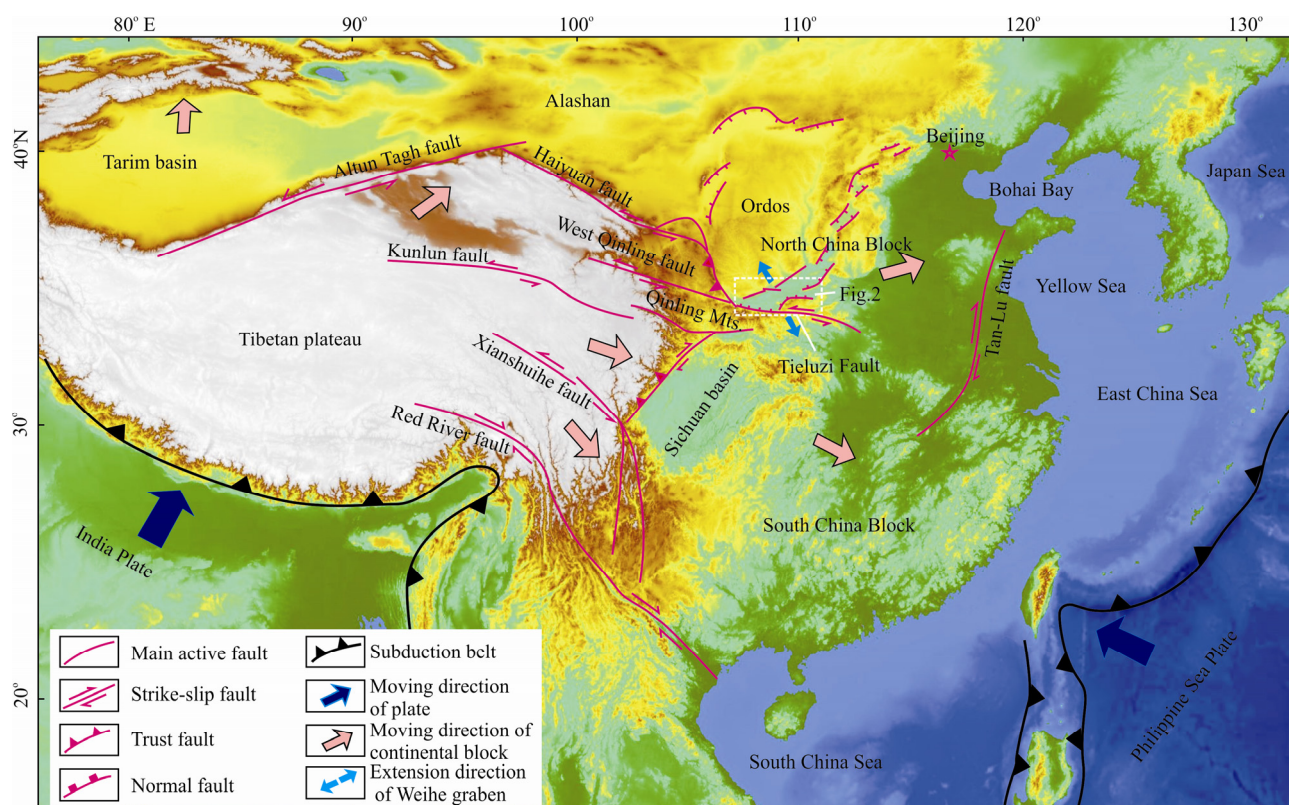 80° E
90°
100°
110°
120°
130°
40°N
30°
20°
Alashan
Beijing
Tarim basin
Altun Tagh fault
Haiyuan fault
Bohai Bay
Japan Sea
Ordos
West Qinling fault
North China Block
Kunlun fault
Fig.2
Yellow Sea
Qinling Mts.
Tan-Lu fault
Tibetan plateau
Xianshuihe fault
Tieluzi Fault
Sichuan basin
East China Sea
Red River fault
India Plate
South China Block
Philippine Sea Plate
South China Sea
Main active fault
Strike-slip fault
Trust fault
Normal fault
Subduction bclt
Moving direction
of plate
Moving direction of
continental block
Extension direction
of Weihe graben